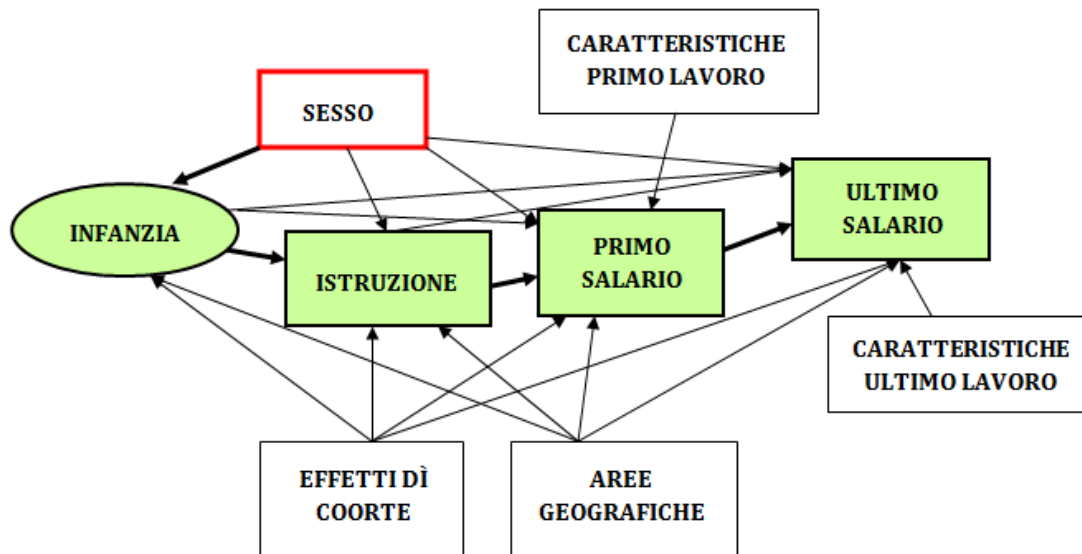 CARATTERISTICHE
PRIMO LAVORO
SESSO
INFANZIA
ISTRUZIONE
PRIMO
SALARIO
ULTIMO
SALARIO
CARATTERISTICHE
ULTIMO LAVORO
EFFETTI DÌ
COORTE
AREE
GEOGRAFICHE